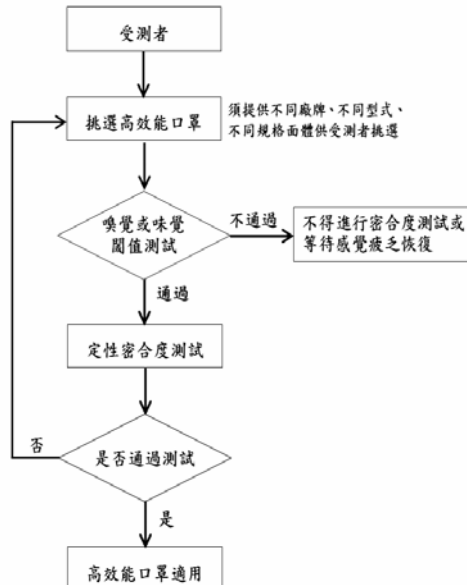 受測者
挑選高效能口罩
須提供不同廠牌、不同型式、
不同規格面體供受測者挑選
嗅覺或味覺
閾值測試
不通過
不得進行密合度測試或
等待感覺疲乏恢復
通過
定性密合度測試
是否通過測試
否
是
高效能口罩適用